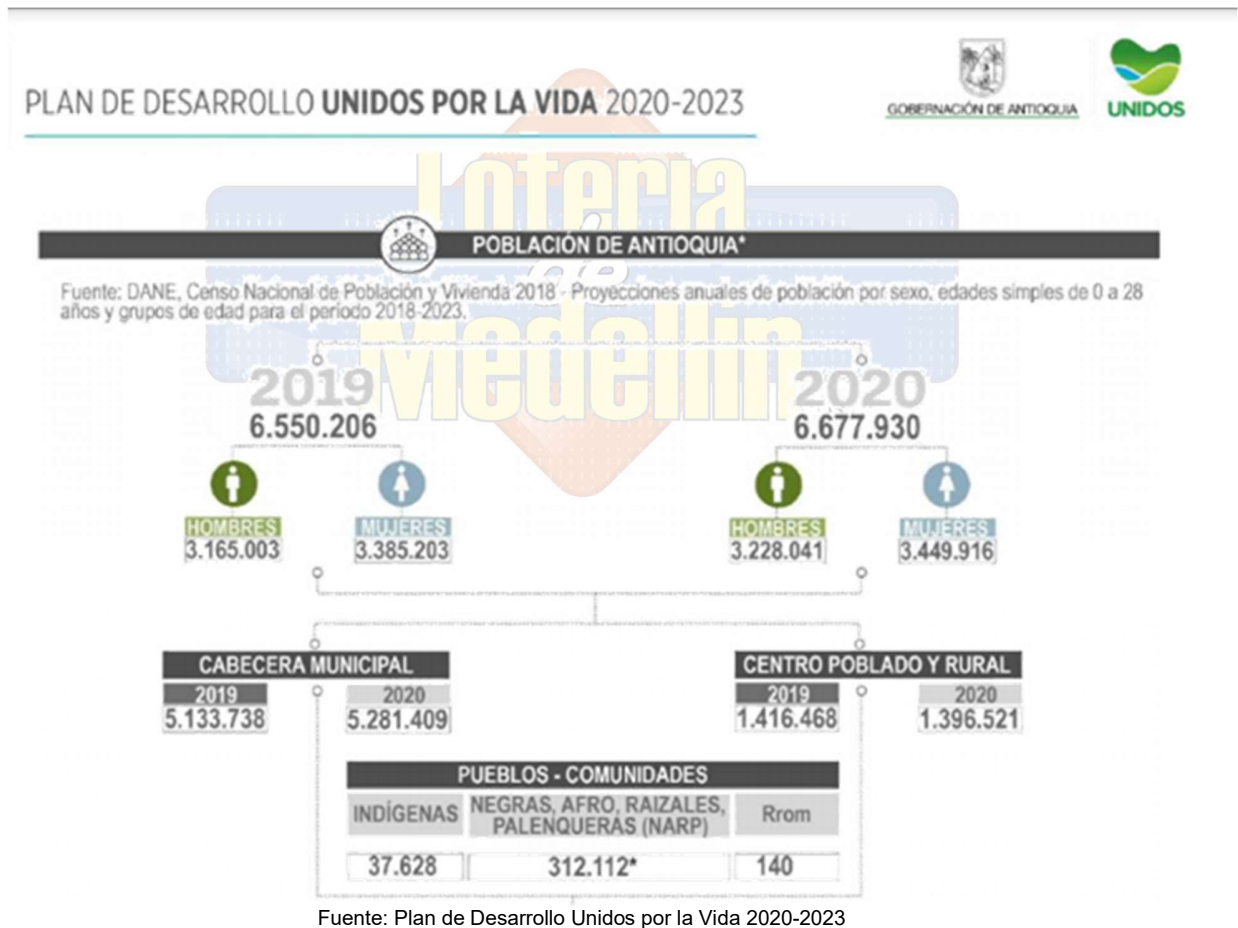 PLAN DE DESARROLLO UNIDOS POR LA VIDA 2020-2023
GOBERNACIÓN DE ANTIOQUIA
UNIDOS
Lotería
de
Medellín
POBLACIÓN DE ANTIOQUIA*
Fuente: DANE, Censo Nacional de Población y Vivienda 2018 - Proyecciones anuales de población por sexo, edades simples de 0 a 28
años y grupos de edad para el período 2018-2023.
2019
6.550.206
2020
6.677.930
HOMBRES
3.165.003
MUJERES
3.385.203
HOMBRES
3.228.041
MUJERES
3.449.916
CABECERA MUNICIPAL
2019
5.133.738
2020
5.281.409
CENTRO POBLADO Y RURAL
2019
1.416.468
2020
1.396.521
PUEBLOS - COMUNIDADES
INDÍGENAS
NEGRAS, AFRO, RAIZALES,
PALENQUERAS (NARP)
Rrom
37.628
312.112*
140
Fuente: Plan de Desarrollo Unidos por la Vida 2020-2023